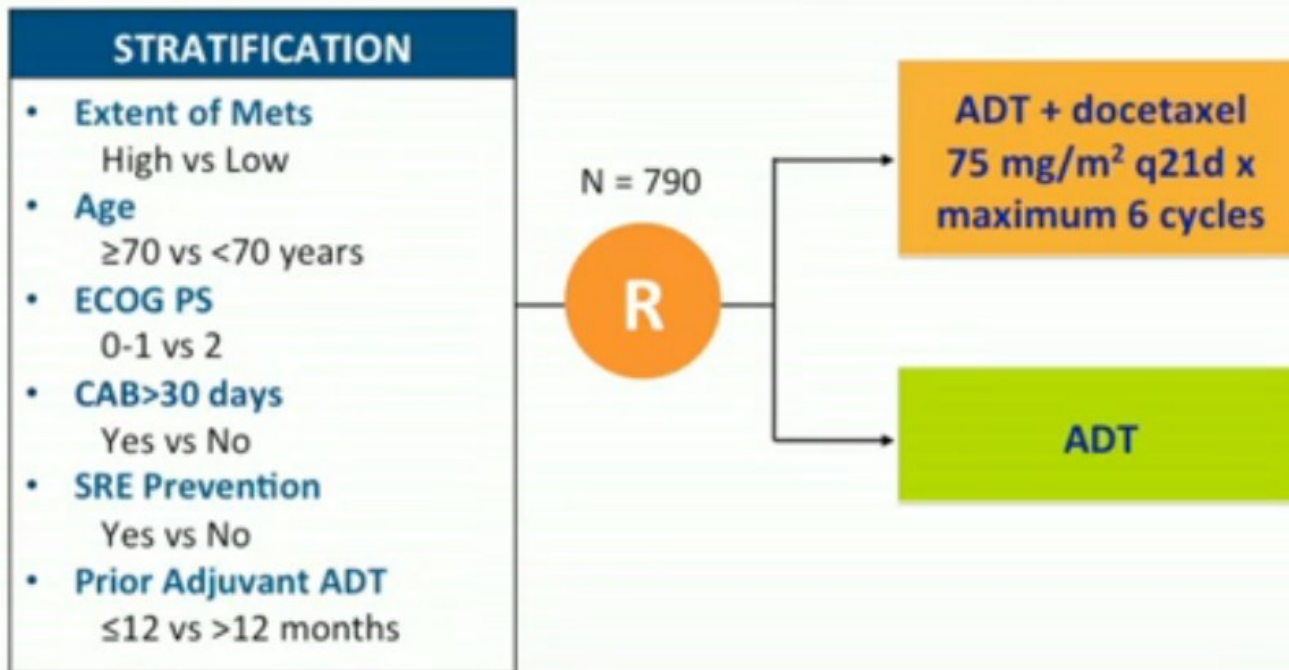 STRATIFICATION
• Extent of Mets
High vs Low
• Age
≥70 vs <70 years
• ECOG PS
0-1 vs 2
• CAB>30 days
Yes vs No
• SRE Prevention
Yes vs No
• Prior Adjuvant ADT
≤12 vs >12 months
N = 790
R
ADT + docetaxel
75 mg/m² q21d x
maximum 6 cycles
ADT